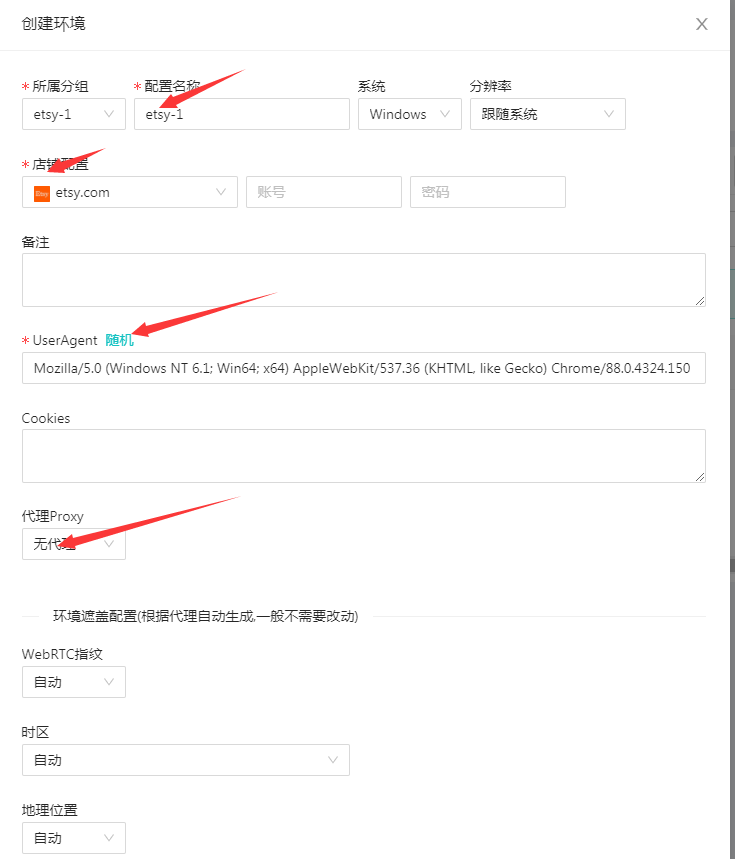 创建环境
* 所属分组 * 配置名称 系统 分辨率
etsy-1 etsy-1 Windows 跟随系统
* 店铺配置
etsy.com 账号 密码
备注
* UserAgent 随机
Mozilla/5.0 (Windows NT 6.1; Win64; x64) AppleWebKit/537.36 (KHTML, like Gecko) Chrome/88.0.4324.150
Cookies
代理Proxy
无代理
环境遮盖配置(根据代理自动生成,一般不需要改动)
WebRTC指纹
自动
时区
自动
地理位置
自动